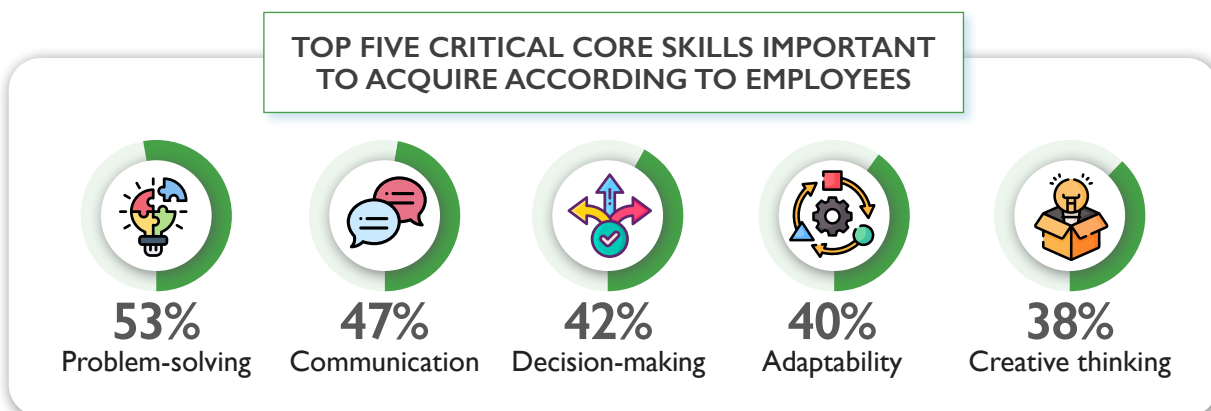 TOP FIVE CRITICAL CORE SKILLS IMPORTANT
TO ACQUIRE ACCORDING TO EMPLOYEES
53%
Problem-solving
47%
Communication
42%
Decision-making
40%
Adaptability
38%
Creative thinking